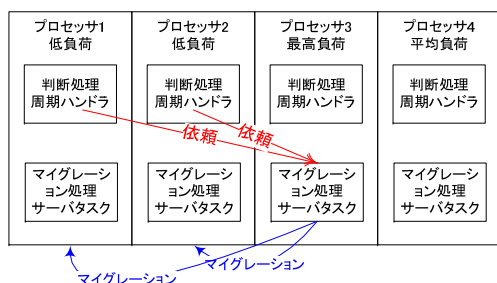 プロセッサ1
低負荷
プロセッサ2
低負荷
プロセッサ3
最高負荷
プロセッサ4
平均負荷
判断処理
周期ハンドラ
判断処理
周期ハンドラ
判断処理
周期ハンドラ
判断処理
周期ハンドラ
依頼
依頼
マイグレーシ
ョン処理
サーバタスク
マイグレーシ
ョン処理
サーバタスク
マイグレーシ
ョン処理
サーバタスク
マイグレーシ
ョン処理
サーバタスク
マイグレーション
マイグレーション